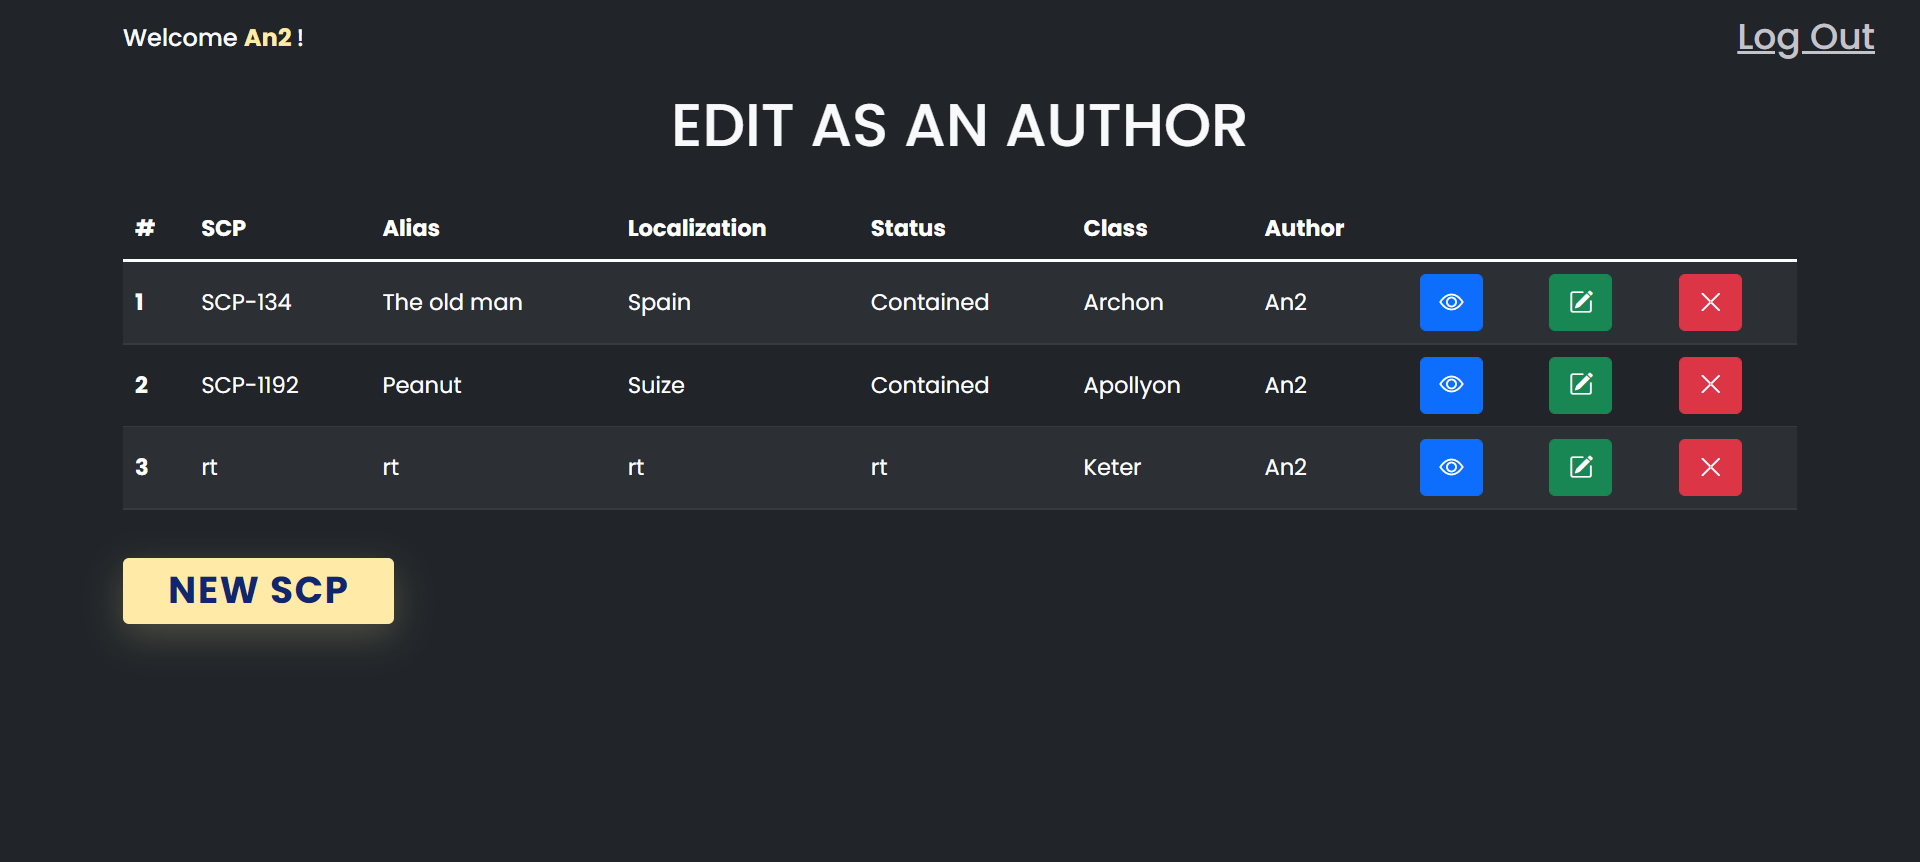 Welcome An2 !
Log Out
EDIT AS AN AUTHOR
# SCP Alias Localization Status Class Author
1 SCP-134 The old man Spain Contained Archon An2
2 SCP-1192 Peanut Suize Contained Apollyon An2
3 rt rt rt rt Keter An2
NEW SCP